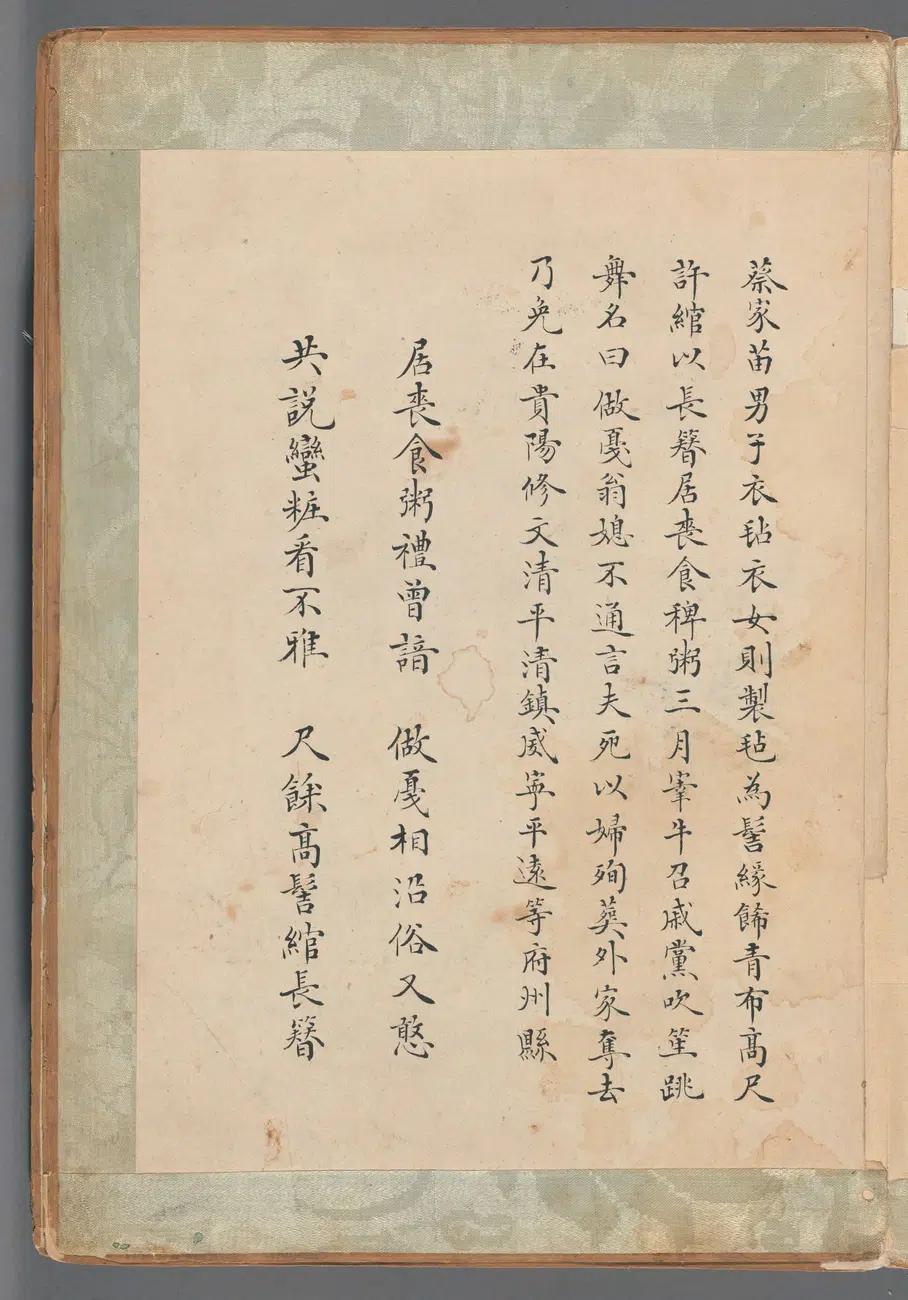 蔡家苗男子衣毡衣女則製毡為髻緣餙青布高尺
許綰以長簪居喪食稗粥三月宰牛召戚黨吹笙跳
舞名曰做戛翁媳不通言夫死以婦殉葬外家奪去
乃免在貴陽修文清平清鎮威寧平遠等府州縣
居喪食粥禮曾諳　做戛相沿俗又憨
共説蠻粧看不雅　尺餘高髻綰長簪